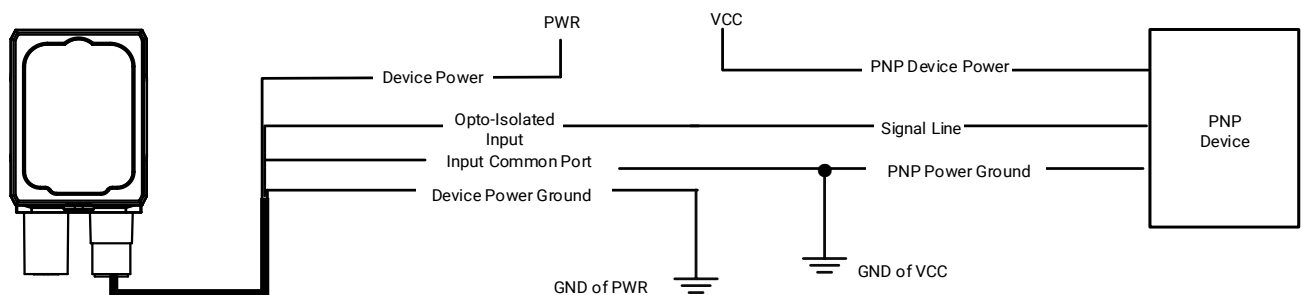 PWR
VCC
Device Power
PNP Device Power
Opto-Isolated
Input
Signal Line
PNP
Device
Input Common Port
PNP Power Ground
Device Power Ground
GND of VCC
GND of PWR